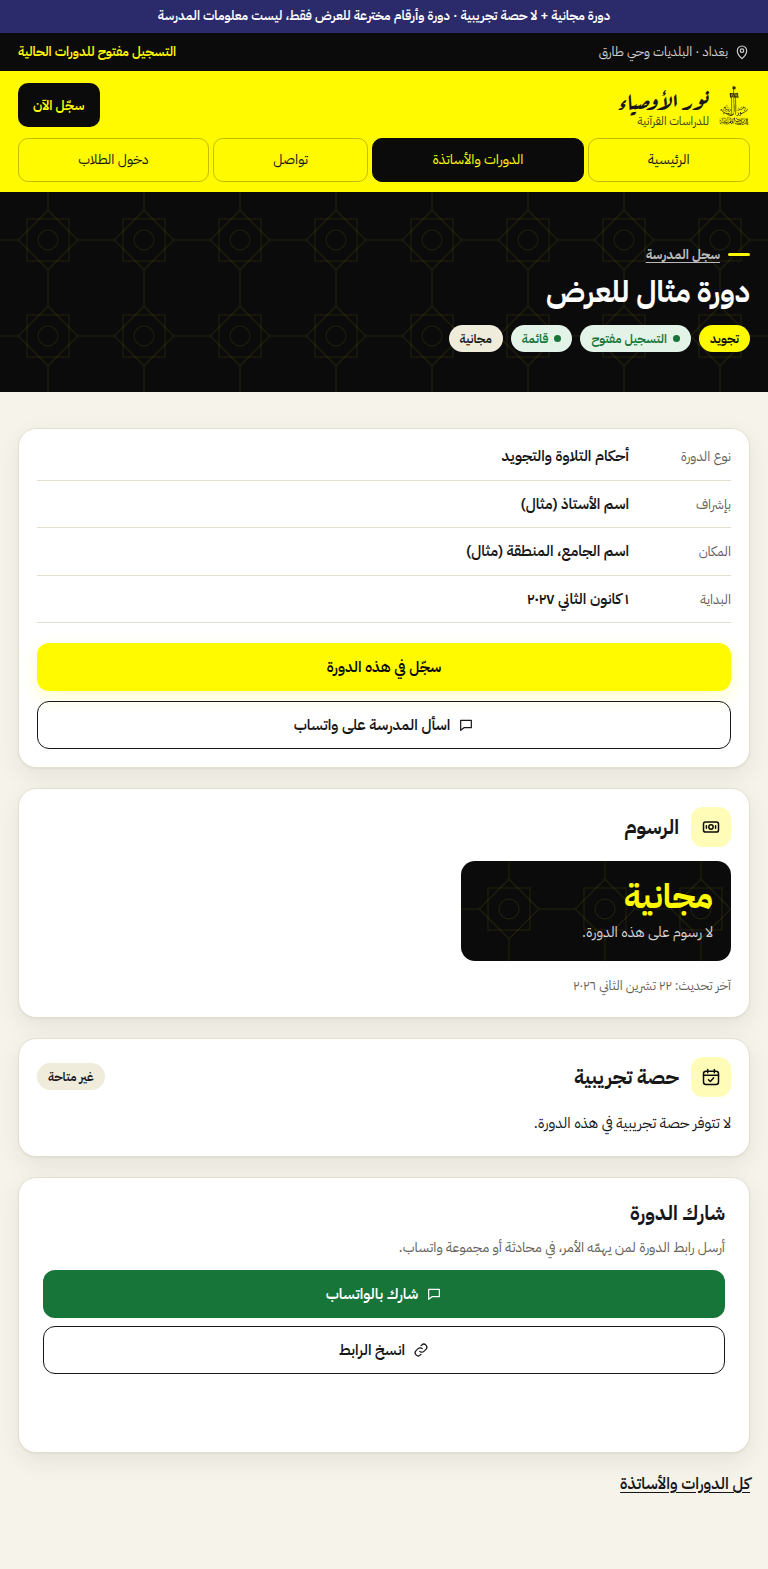 دورة مجانية + لا حصة تجريبية · دورة وأرقام مخترعة للعرض فقط، ليست معلومات المدرسة
بغداد · البلديات وحي طارق
التسجيل مفتوح للدورات الحالية
نور الأوصياء
للدراسات القرآنية
سجّل الآن
الرئيسية
الدورات والأساتذة
تواصل
دخول الطلاب
سجل المدرسة
دورة مثال للعرض
تجويد
التسجيل مفتوح
قائمة
مجانية
نوع الدورة
أحكام التلاوة والتجويد
بإشراف
اسم الأستاذ (مثال)
المكان
اسم الجامع، المنطقة (مثال)
البداية
١ كانون الثاني ٢٠٢٧
سجّل في هذه الدورة
اسأل المدرسة على واتساب
الرسوم
مجانية
لا رسوم على هذه الدورة.
آخر تحديث: ٢٢ تشرين الثاني ٢٠٢٦
حصة تجريبية
غير متاحة
لا تتوفر حصة تجريبية في هذه الدورة.
شارك الدورة
أرسل رابط الدورة لمن يهمّه الأمر، في محادثة أو مجموعة واتساب.
شارك بالواتساب
انسخ الرابط
كل الدورات والأساتذة